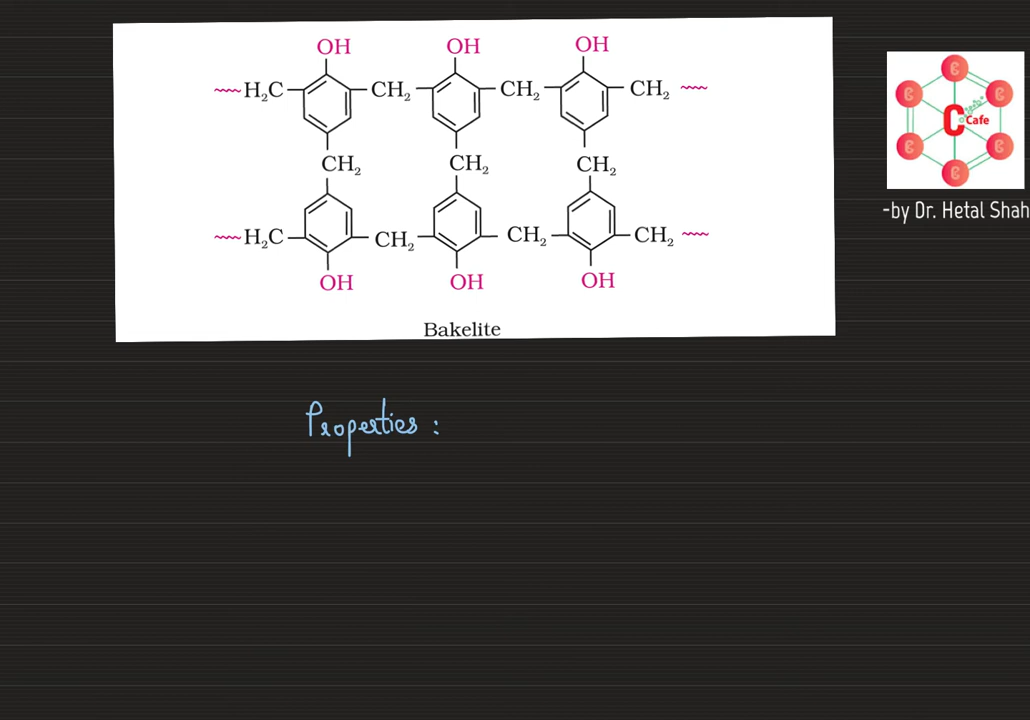 OH OH OH
H₂C CH₂ CH₂ CH₂
CH₂ CH₂ CH₂
H₂C CH₂ CH₂ CH₂
OH OH OH
Bakelite
C Cafe
-by Dr. Hetal Shah
Properties :